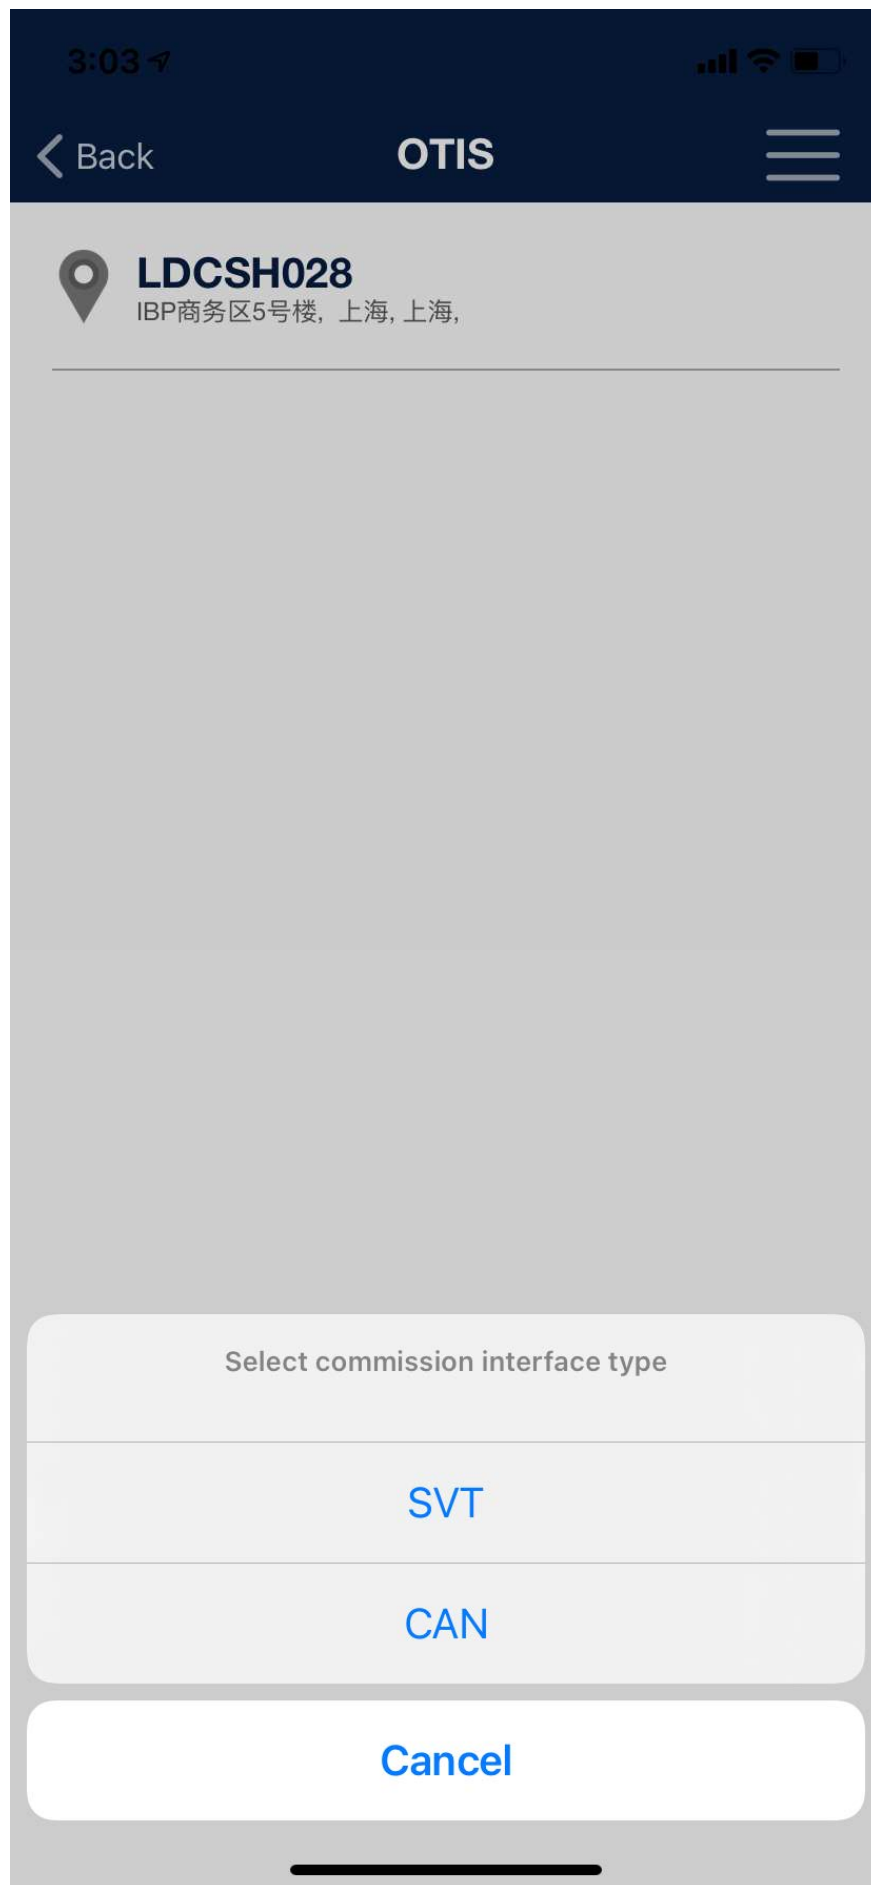 3:03
Back
OTIS
LDCSH028
IBP商务区5号楼, 上海, 上海,
Select commission interface type
SVT
CAN
Cancel